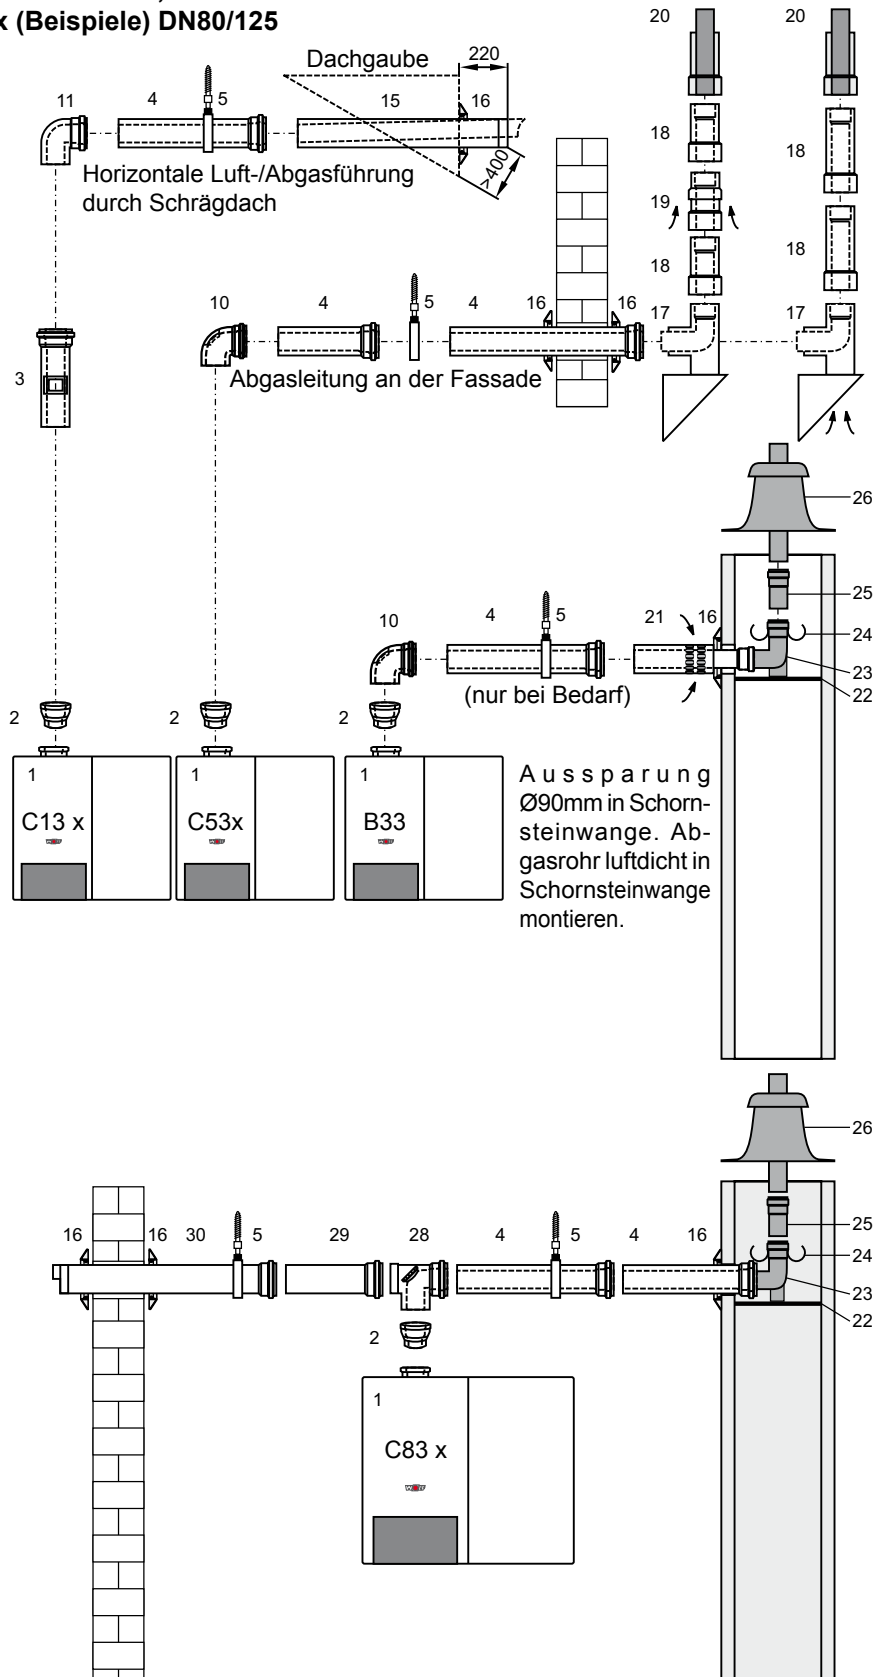 x (Beispiele) DN80/125
20 20
Dachgaube 220
11 4 5 15 16
18 18
>400
Horizontale Luft-/Abgasführung
durch Schrägdach
19
18 18
10 4 5 4 16 16 17 17
3
Abgasleitung an der Fassade
26
25
10 4 5 21 16 24
23
(nur bei Bedarf) 22
2 2 2
1 1 1
C13 x C53x B33
Aussparung
Ø90mm in Schorn-
steinwange. Ab-
gasrohr luftdicht in
Schornsteinwange
montieren.
26
16 16 30 5 29 28 4 5 4 16 25
24
23
22
2
1
C83 x